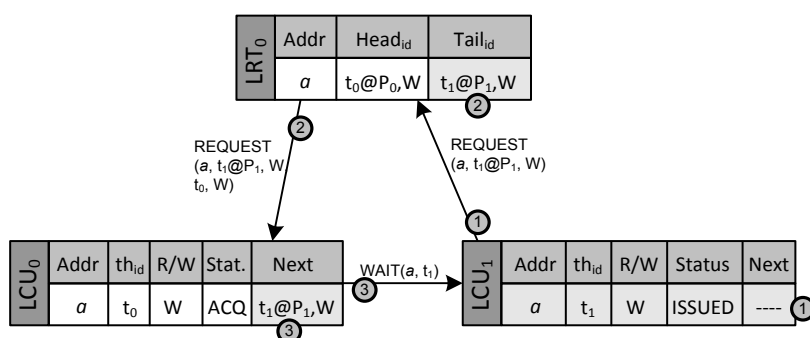 LRT0 Addr Headid Tailid
a t0@P0,W t1@P1,W
2
2
REQUEST
(a, t1@P1, W
t0, W)
REQUEST
(a, t1@P1, W)
1
LCU0 Addr thid R/W Stat. Next
a t0 W ACQ t1@P1,W
3
WAIT(a, t1)
3
LCU1 Addr thid R/W Status Next
a t1 W ISSUED ----
1